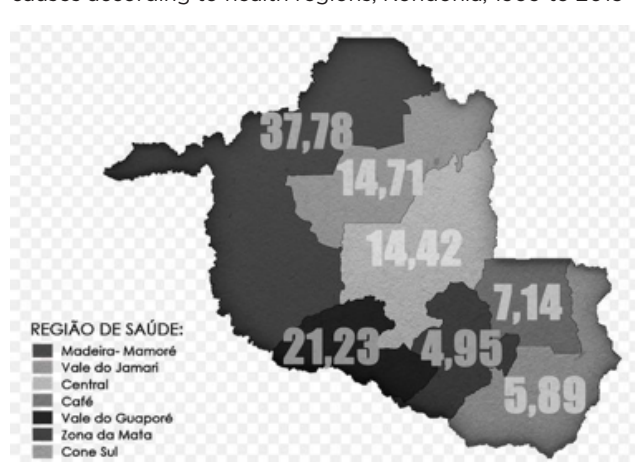 causes according to health regions, Rondônia, 1999 to 2015
37,78
14,71
14,42
7,14
21,23
4,95
5,89
REGIÃO DE SAÚDE:
Madeira- Mamoré
Vale do Jamari
Central
Café
Vale do Guaporé
Zona da Mata
Cone Sul